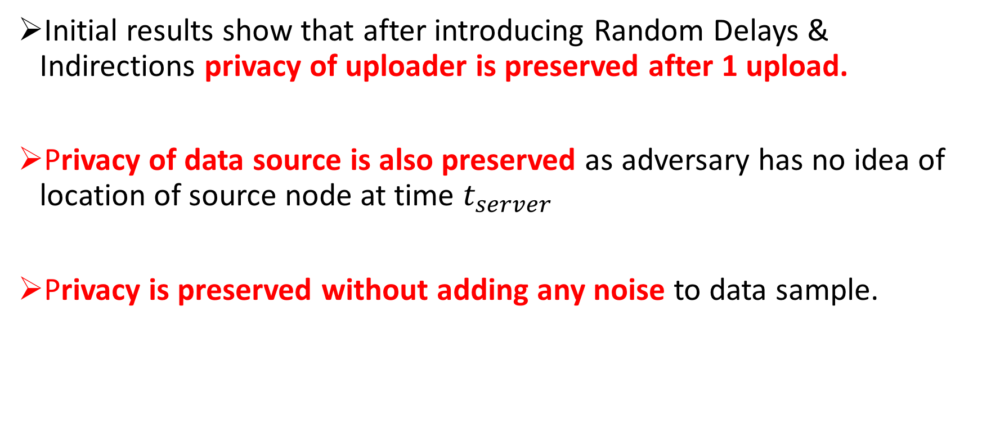 ➢Initial results show that after introducing Random Delays &
Indirections privacy of uploader is preserved after 1 upload.
➢Privacy of data source is also preserved as adversary has no idea of
location of source node at time t_server
➢Privacy is preserved without adding any noise to data sample.